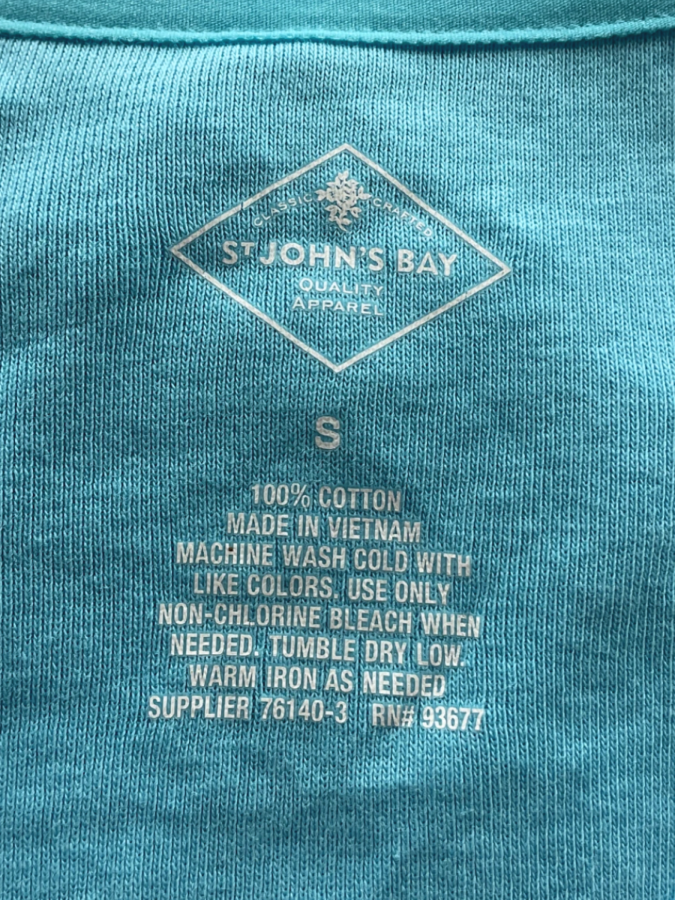 CLASSIC CRAFTED
ST JOHN'S BAY
QUALITY
APPAREL
S
100% COTTON
MADE IN VIETNAM
MACHINE WASH COLD WITH
LIKE COLORS. USE ONLY
NON-CHLORINE BLEACH WHEN
NEEDED. TUMBLE DRY LOW.
WARM IRON AS NEEDED
SUPPLIER 76140-3 RN# 93677